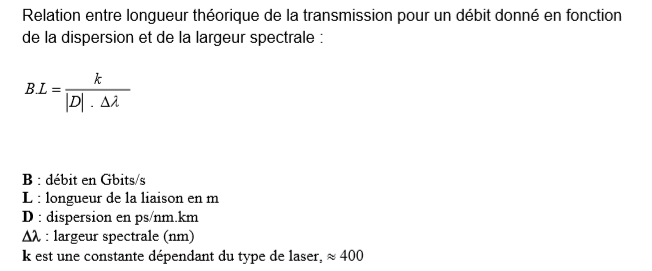 Relation entre longueur théorique de la transmission pour un débit donné en fonction
de la dispersion et de la largeur spectrale :
B.L = k / |D| . Δλ
B : débit en Gbits/s
L : longueur de la liaison en m
D : dispersion en ps/nm.km
Δλ : largeur spectrale (nm)
k est une constante dépendant du type de laser, ≈ 400